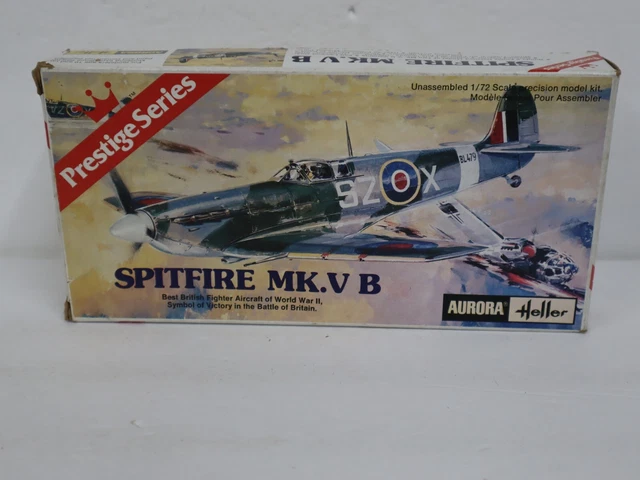 SPITFIRE MK.V B
Prestige Series
Unassembled 1/72 Scale precision model kit.
Modèle Pour Assembler
BL479
SZ X
SPITFIRE MK.V B
Best British Fighter Aircraft of World War II,
Symbol of Victory in the Battle of Britain.
AURORA Heller